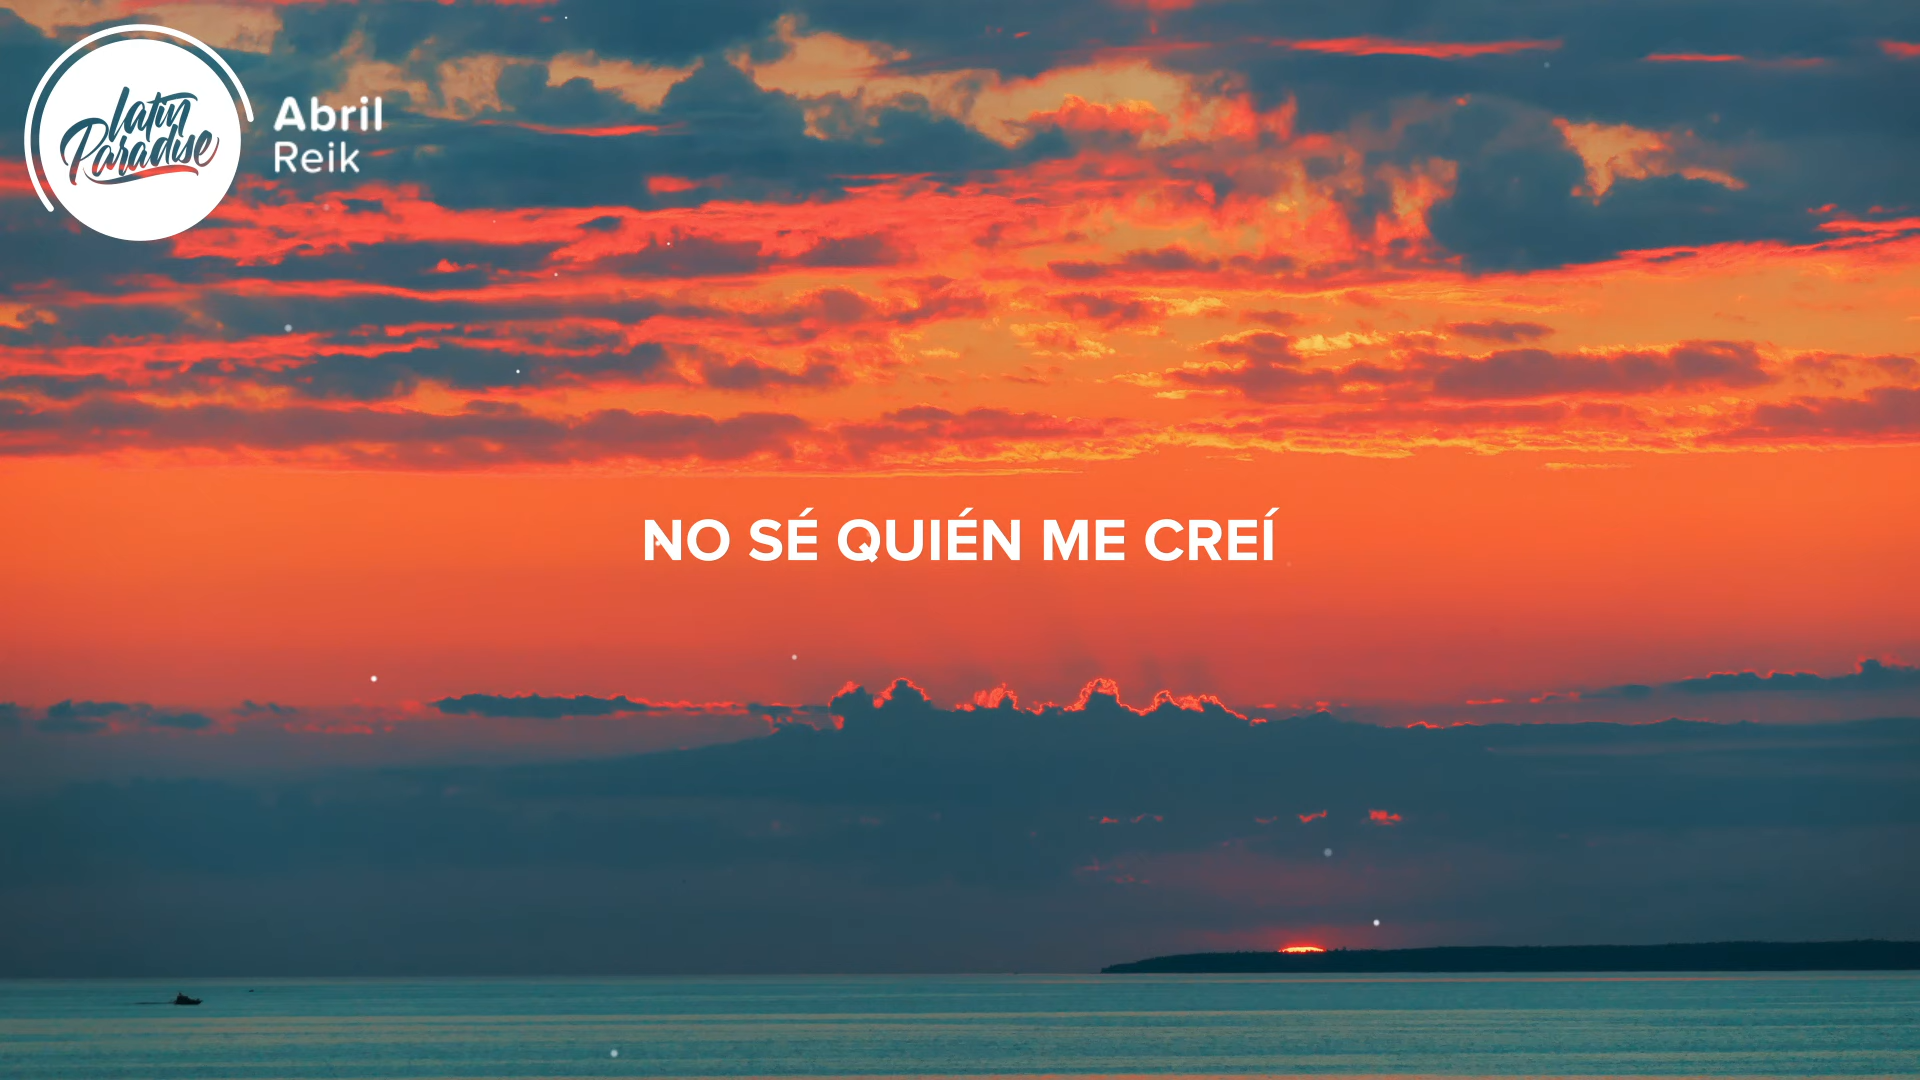 latin
Paradise
Abril
Reik
NO SÉ QUIÉN ME CREÍ